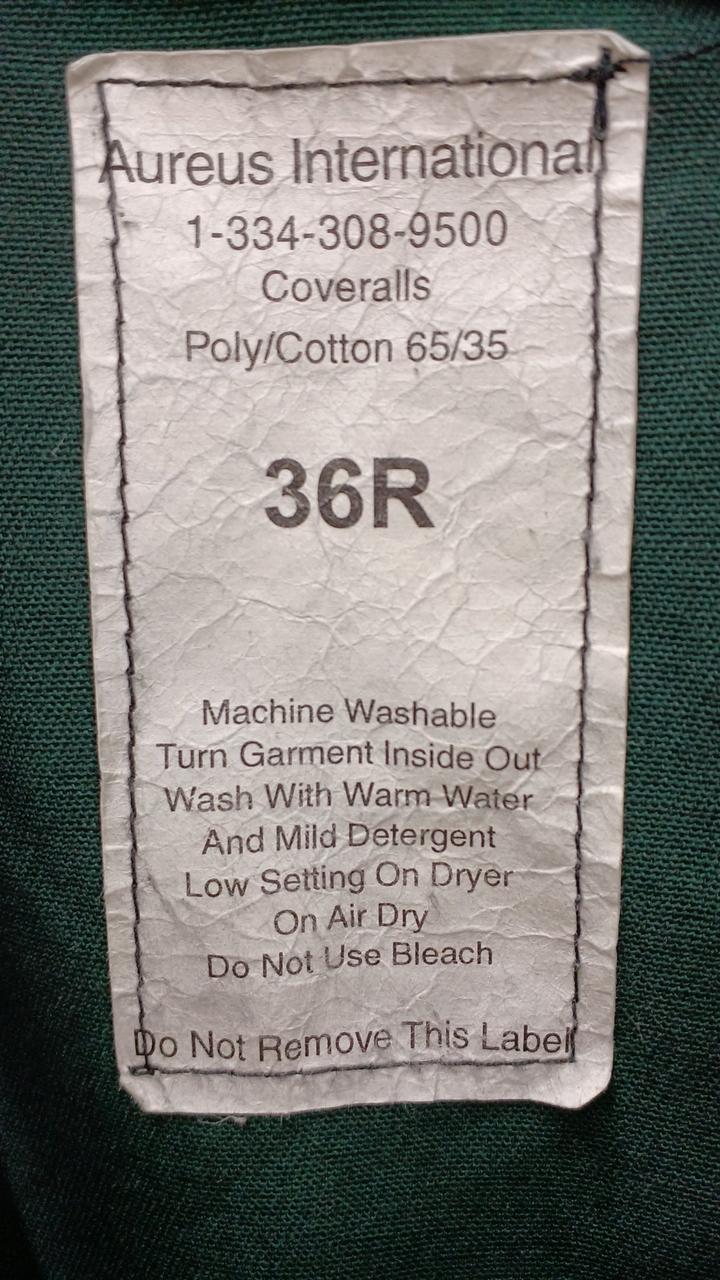 Aureus International
1-334-308-9500
Coveralls
Poly/Cotton 65/35
36R
Machine Washable
Turn Garment Inside Out
Wash With Warm Water
And Mild Detergent
Low Setting On Dryer
On Air Dry
Do Not Use Bleach
Do Not Remove This Label